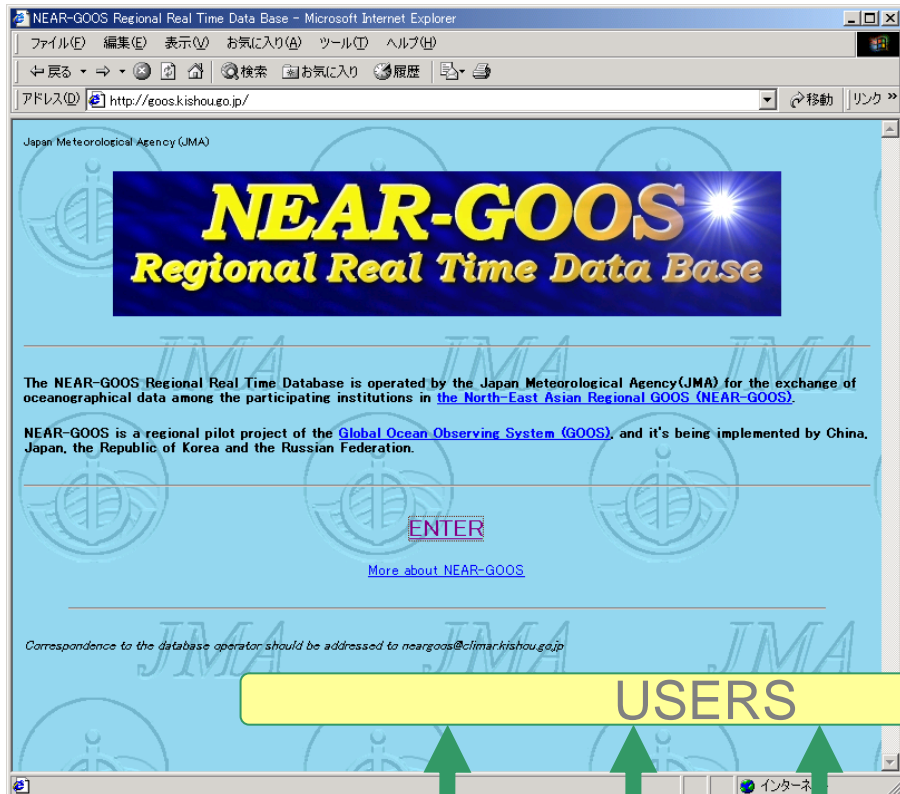 NEAR-GOOS Regional Real Time Data Base - Microsoft Internet Explorer
ファイル(F) 編集(E) 表示(V) お気に入り(A) ツール(T) ヘルプ(H)
戻る 検索 お気に入り 履歴
アドレス(D) http://goos.kishou.go.jp/ 移動 リンク »
Japan Meteorological Agency (JMA)
NEAR-GOOS
Regional Real Time Data Base
JMA JMA JMA
The NEAR-GOOS Regional Real Time Database is operated by the Japan Meteorological Agency(JMA) for the exchange of
oceanographical data among the participating institutions in the North-East Asian Regional GOOS (NEAR-GOOS).
NEAR-GOOS is a regional pilot project of the Global Ocean Observing System (GOOS), and it's being implemented by China,
Japan, the Republic of Korea and the Russian Federation.
ENTER
More about NEAR-GOOS
Correspondence to the database operator should be addressed to neargoos@climar.kishou.go.jp
JMA JMA JMA
USERS